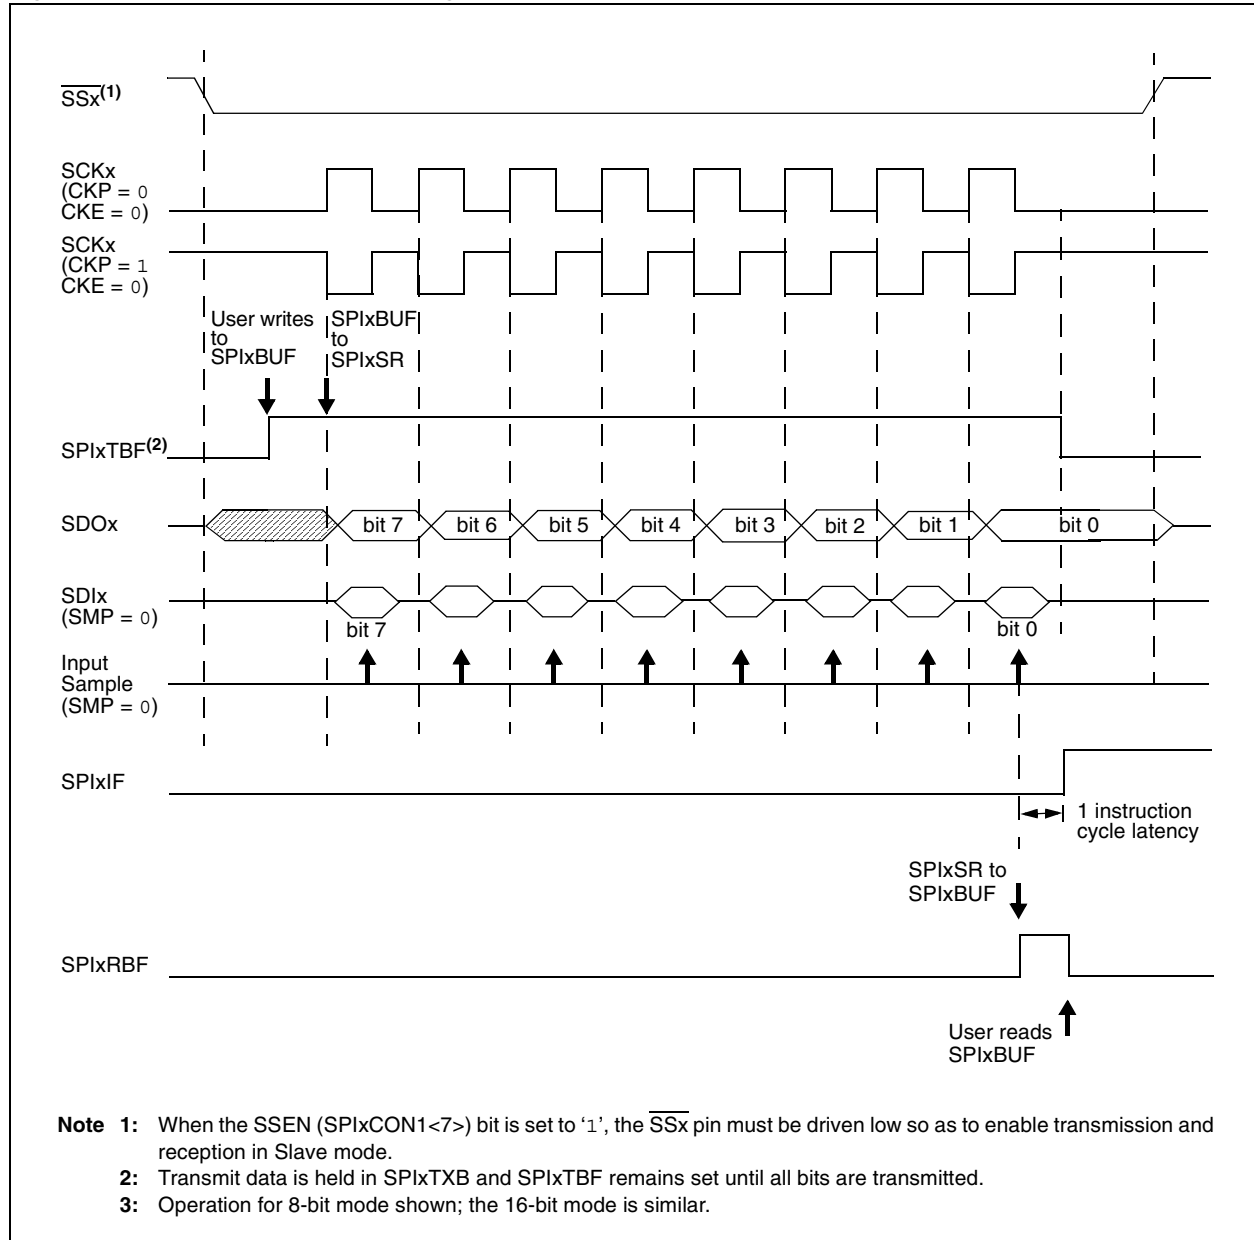 SSx(1)
SCKx
(CKP = 0
CKE = 0)
SCKx
(CKP = 1
CKE = 0)
User writes
to
SPIxBUF
SPIxBUF
to
SPIxSR
SPIxTBF(2)
SDOx
bit 7
bit 6
bit 5
bit 4
bit 3
bit 2
bit 1
bit 0
SDIx
(SMP = 0)
bit 7
bit 0
Input
Sample
(SMP = 0)
SPIxIF
1 instruction
cycle latency
SPIxSR to
SPIxBUF
SPIxRBF
User reads
SPIxBUF
Note 1: When the SSEN (SPIxCON1<7>) bit is set to ‘1’, the SSx pin must be driven low so as to enable transmission and
reception in Slave mode.
2: Transmit data is held in SPIxTXB and SPIxTBF remains set until all bits are transmitted.
3: Operation for 8-bit mode shown; the 16-bit mode is similar.